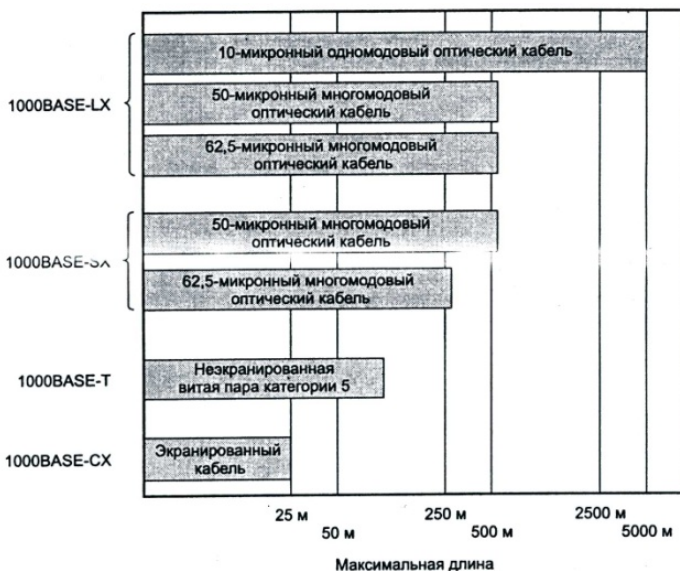 10-микронный одномодовый оптический кабель
1000BASE-LX
50-микронный многомодовый
оптический кабель
62,5-микронный многомодовый
оптический кабель
1000BASE-SX
50-микронный многомодовый
оптический кабель
62,5-микронный многомодовый
оптический кабель
1000BASE-T
Неэкранированная
витая пара категории 5
1000BASE-CX
Экранированный
кабель
25 м
250 м
2500 м
50 м
500 м
5000 м
Максимальная длина